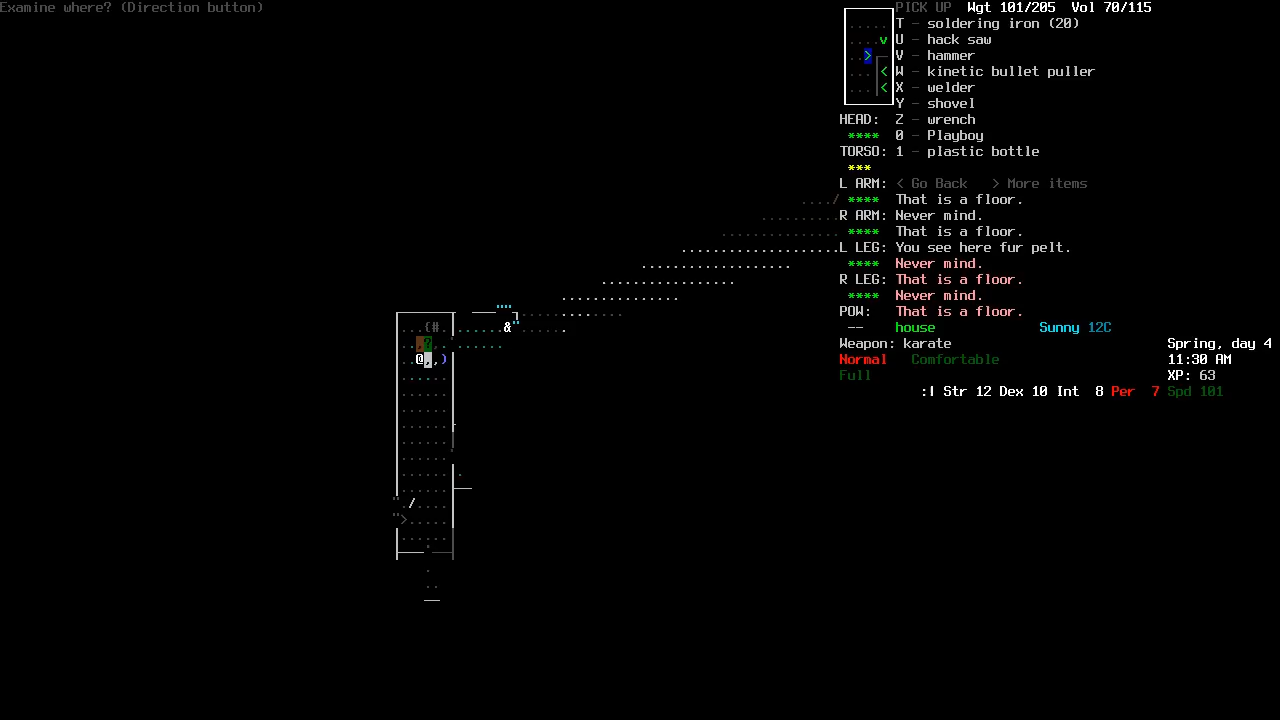 Examine where? (Direction button)
PICK UP Wgt 101/205 Vol 70/115
T - soldering iron (20)
U - hack saw
V - hammer
W - kinetic bullet puller
X - welder
Y - shovel
HEAD: Z - wrench
**** 0 - Playboy
TORSO: 1 - plastic bottle
***
L ARM: < Go Back > More items
**** That is a floor.
R ARM: Never mind.
**** That is a floor.
L LEG: You see here fur pelt.
**** Never mind.
R LEG: That is a floor.
**** Never mind.
POW: That is a floor.
-- house Sunny 12C
Weapon: karate Spring, day 4
Normal Comfortable 11:30 AM
Full XP: 63
:| Str 12 Dex 10 Int 8 Per 7 Spd 101